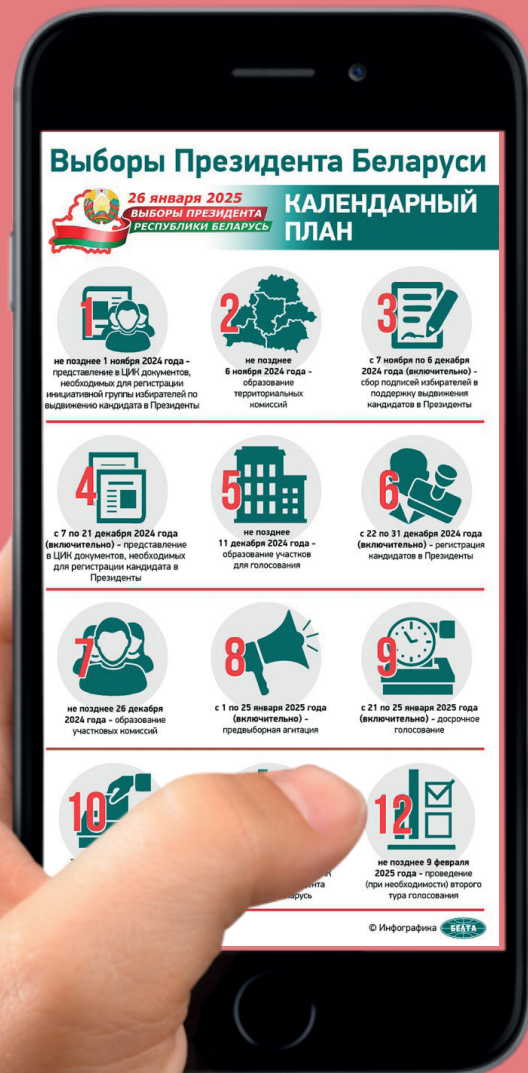 Выборы Президента Беларуси
26 января 2025
ВЫБОРЫ ПРЕЗИДЕНТА
РЕСПУБЛИКИ БЕЛАРУСЬ
КАЛЕНДАРНЫЙ
ПЛАН
1
не позднее 1 ноября 2024 года –
представление в ЦИК документов,
необходимых для регистрации
инициативной группы избирателей по
выдвижению кандидата в Президенты
2
не позднее
6 ноября 2024 года –
образование
территориальных
комиссий
3
с 7 ноября по 6 декабря
2024 года (включительно) –
сбор подписей избирателей в
поддержку выдвижения
кандидатов в Президенты
4
с 7 по 21 декабря 2024 года
(включительно) – представление
в ЦИК документов, необходимых
для регистрации кандидата в
Президенты
5
не позднее
11 декабря 2024 года –
образование участков
для голосования
6
с 22 по 31 декабря 2024 года
(включительно) – регистрация
кандидатов в Президенты
7
не позднее 26 декабря
2024 года – образование
участковых комиссий
8
с 1 по 25 января 2025 года
(включительно) –
предвыборная агитация
9
с 21 по 25 января 2025 года
(включительно) – досрочное
голосование
10
12
не позднее 9 февраля
2025 года – проведение
(при необходимости) второго
тура голосования
© Инфографика БЕЛТА